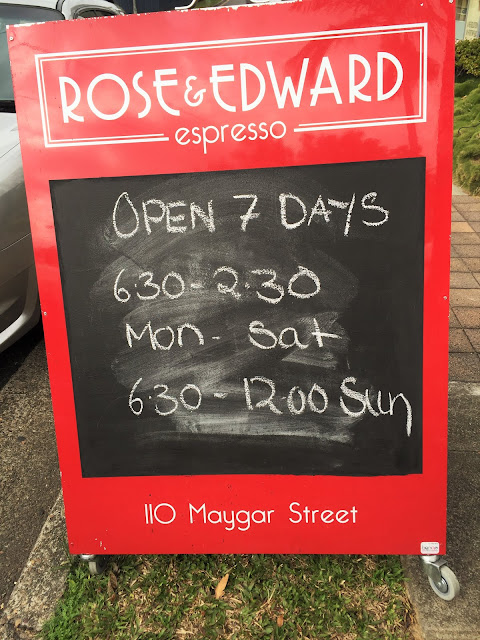 ROSE & EDWARD
espresso
OPEN 7 DAYS
6.30 - 2.30
Mon - Sat
6.30 - 12.00 Sun
110 Maygar Street